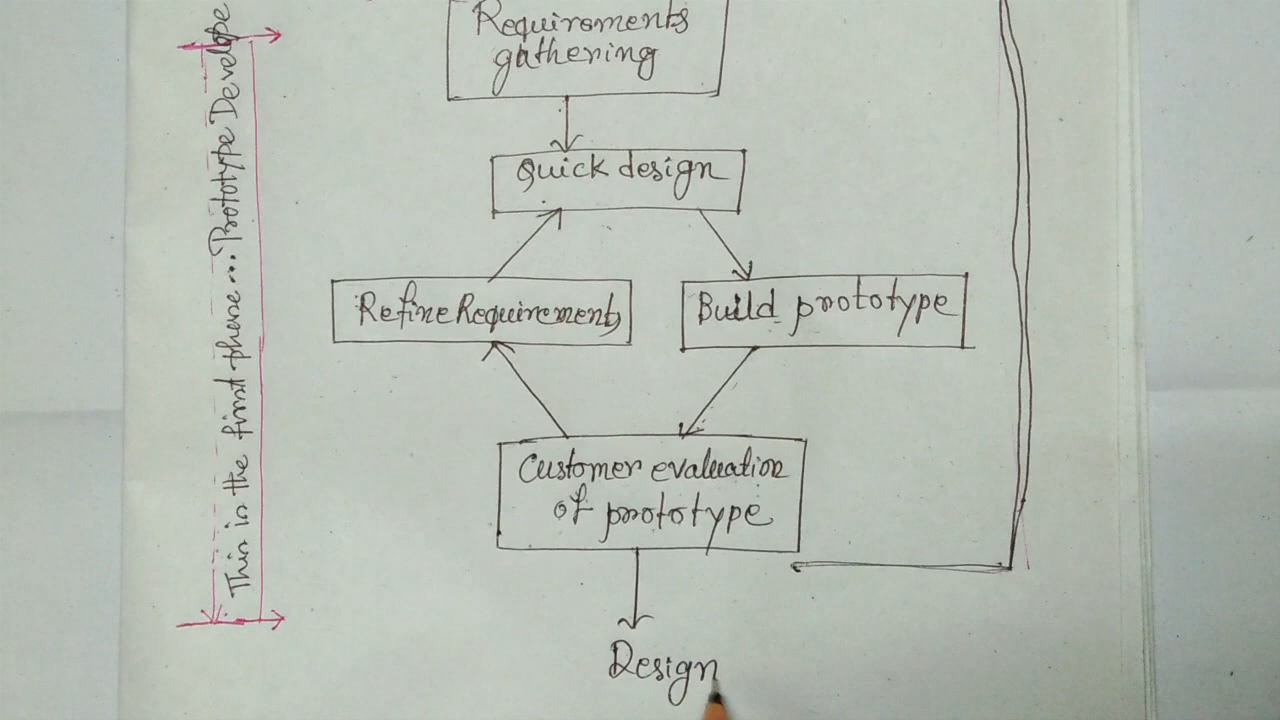 Requirements
gathering
Quick design
Refine Requirements
Build prototype
Customer evaluation
of prototype
Design
This is the first phase... Prototype Develope